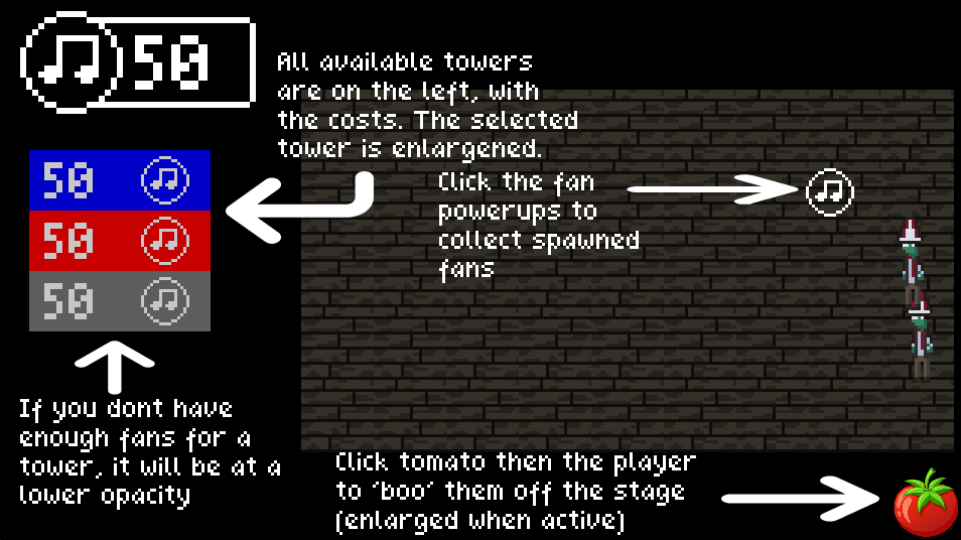 50
All available towers
are on the left, with
the costs. The selected
tower is enlargened.
50
50
50
Click the fan
powerups to
collect spawned
fans
If you dont have
enough fans for a
tower, it will be at a
lower opacity
Click tomato then the player
to 'boo' them off the stage
(enlarged when active)